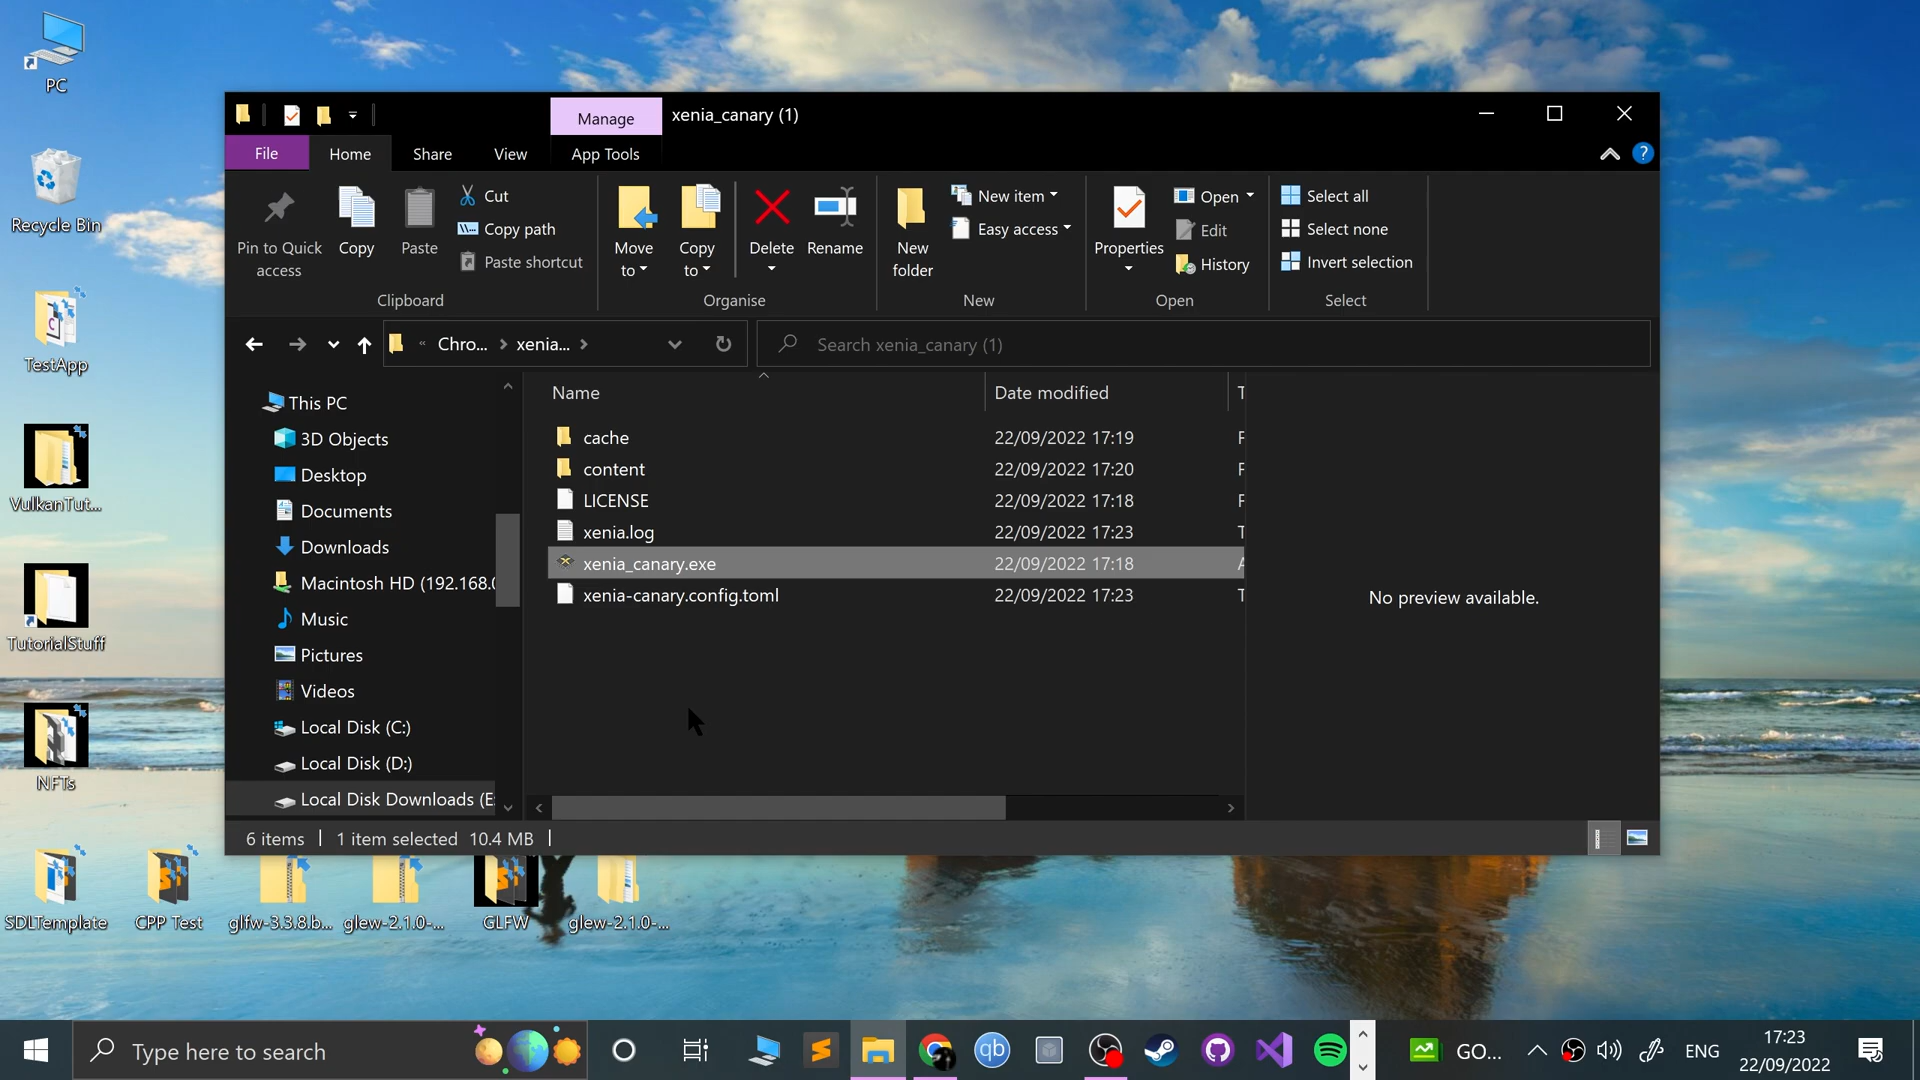 PC
Recycle Bin
TestApp
VulkanTut...
TutorialStuff
NFTs
SDLTemplate
CPP Test
glfw-3.3.8.b...
glew-2.1.0-...
GLFW
glew-2.1.0-...
Manage
xenia_canary (1)
File
Home
Share
View
App Tools
Pin to Quick
access
Copy
Paste
Cut
Copy path
Paste shortcut
Clipboard
Move
to
Copy
to
Delete
Rename
Organise
New
folder
New item
Easy access
New
Properties
Open
Edit
History
Open
Select all
Select none
Invert selection
Select
« Chro... > xenia... >
Search xenia_canary (1)
This PC
3D Objects
Desktop
Documents
Downloads
Macintosh HD (192.168.0
Music
Pictures
Videos
Local Disk (C:)
Local Disk (D:)
Local Disk Downloads (E:
Name
Date modified
T
cache 22/09/2022 17:19 F
content 22/09/2022 17:20 F
LICENSE 22/09/2022 17:18 F
xenia.log 22/09/2022 17:23 T
xenia_canary.exe 22/09/2022 17:18 A
xenia-canary.config.toml 22/09/2022 17:23 T
No preview available.
6 items
1 item selected 10.4 MB
Type here to search
qb
GO...
ENG
17:23
22/09/2022